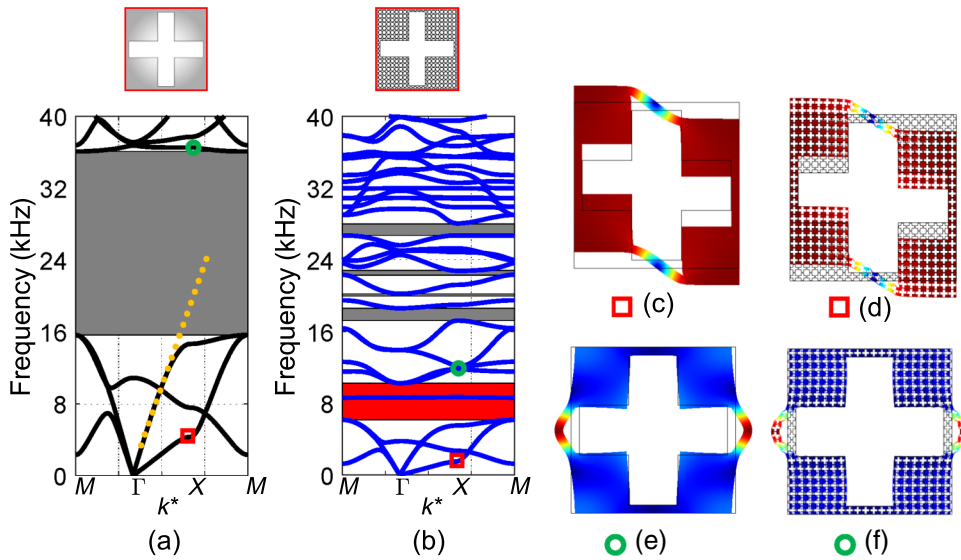 40
32
24
16
8
0
Frequency (kHz)
M
Γ
X
M
k*
(a)
40
32
24
16
8
0
Frequency (kHz)
M
Γ
X
M
k*
(b)
(c)
(d)
(e)
(f)